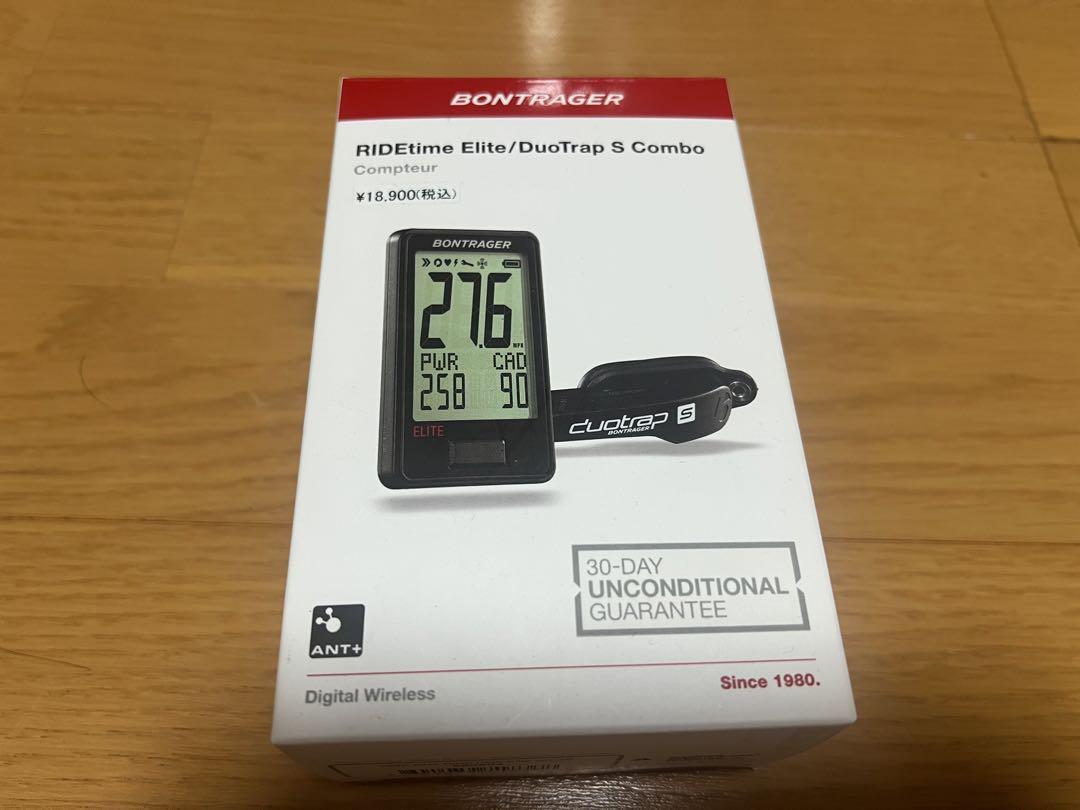 BONTRAGER
RIDEtime Elite/DuoTrap S Combo
Compteur
¥18,900(税込)
BONTRAGER
27.6
MPH
PWR CAD
258 90
ELITE
duotrap S
BONTRAGER
30-DAY
UNCONDITIONAL
GUARANTEE
ANT+
Digital Wireless
Since 1980.